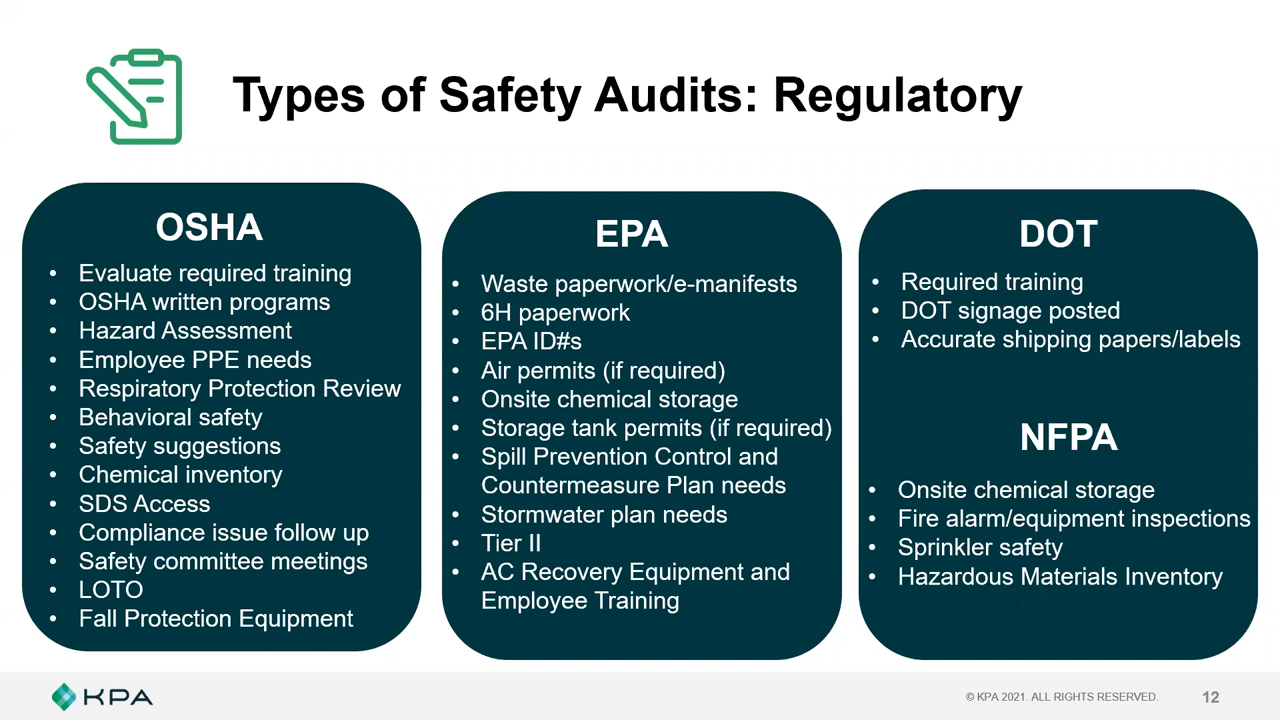 Types of Safety Audits: Regulatory
OSHA
• Evaluate required training
• OSHA written programs
• Hazard Assessment
• Employee PPE needs
• Respiratory Protection Review
• Behavioral safety
• Safety suggestions
• Chemical inventory
• SDS Access
• Compliance issue follow up
• Safety committee meetings
• LOTO
• Fall Protection Equipment
EPA
• Waste paperwork/e-manifests
• 6H paperwork
• EPA ID#s
• Air permits (if required)
• Onsite chemical storage
• Storage tank permits (if required)
• Spill Prevention Control and
Countermeasure Plan needs
• Stormwater plan needs
• Tier II
• AC Recovery Equipment and
Employee Training
DOT
• Required training
• DOT signage posted
• Accurate shipping papers/labels
NFPA
• Onsite chemical storage
• Fire alarm/equipment inspections
• Sprinkler safety
• Hazardous Materials Inventory
KPA
© KPA 2021. ALL RIGHTS RESERVED.
12